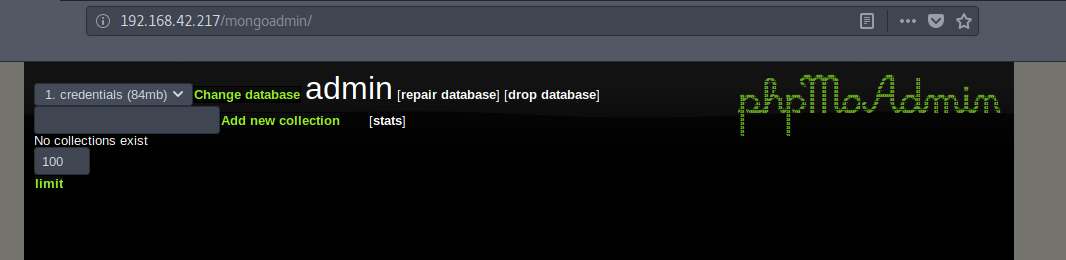 192.168.42.217/mongoadmin/
1. credentials (84mb) Change database admin [repair database] [drop database]
phpMoAdmin
Add new collection [stats]
No collections exist
100
limit